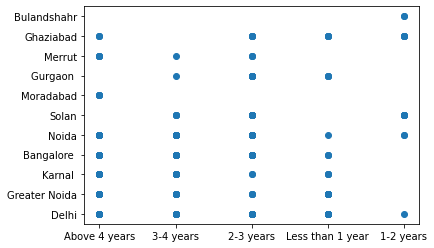 Bulandshahr
Ghaziabad
Merrut
Gurgaon
Moradabad
Solan
Noida
Bangalore
Karnal
Greater Noida
Delhi
Above 4 years 3-4 years 2-3 years Less than 1 year 1-2 years